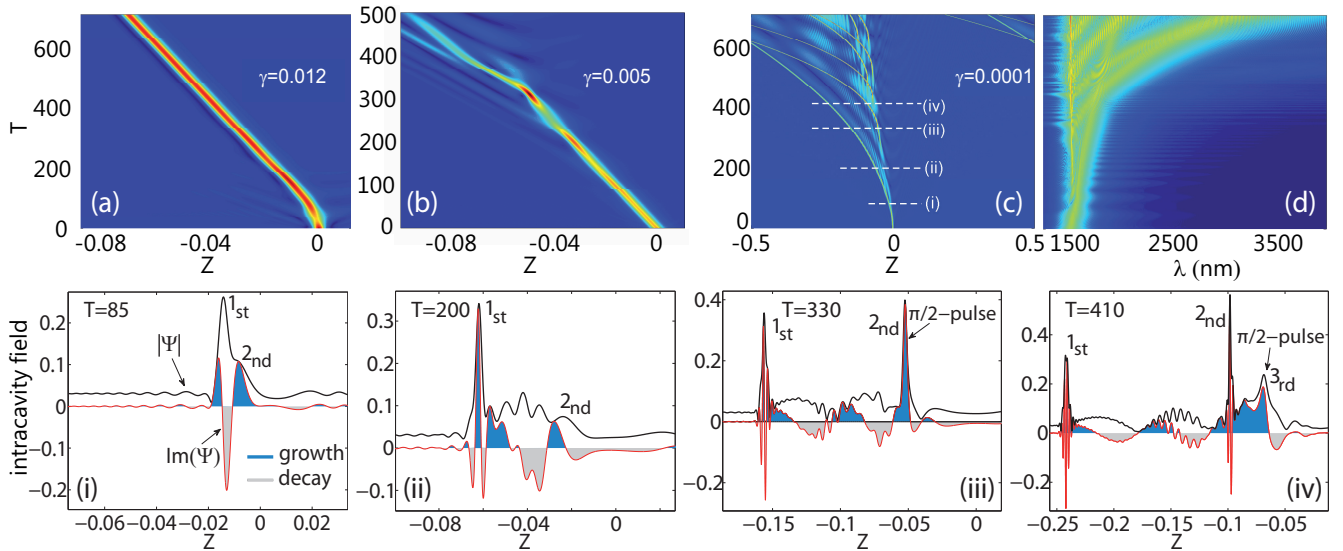 600
400
200
0
T
γ=0.012
(a)
-0.08
-0.04
0
Z
500
400
300
200
100
0
γ=0.005
(b)
-0.08
-0.04
0
Z
600
400
200
0
γ=0.0001
(iv)
(iii)
(ii)
(i)
(c)
-0.5
0
0.5
Z
(d)
1500
2500
3500
λ (nm)
intracavity field
0.2
0.1
0
−0.1
−0.2
T=85
1st
|Ψ|
2nd
Im(Ψ)
growth
decay
(i)
−0.06
−0.04
−0.02
0
0.02
Z
0.3
0.2
0.1
0
−0.1
T=200
1st
2nd
(ii)
−0.08
−0.04
0
Z
0.4
0.2
0
−0.2
T=330
1st
2nd
π/2−pulse
(iii)
−0.15
−0.1
−0.05
0
Z
0.4
0.2
0
−0.2
T=410
1st
2nd
π/2−pulse
3rd
(iv)
−0.25
−0.2
−0.15
−0.1
−0.05
0
Z